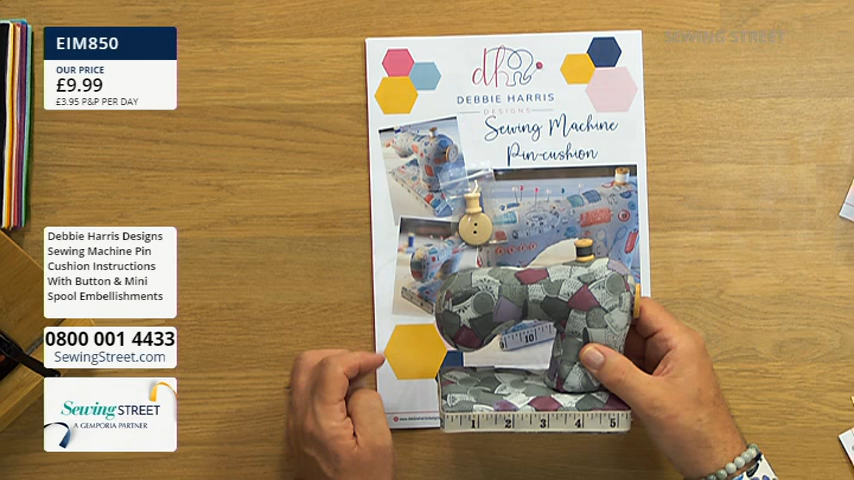 EIM850
OUR PRICE
£9.99
£3.95 P&P PER DAY
Debbie Harris Designs
Sewing Machine Pin
Cushion Instructions
With Button & Mini
Spool Embellishments
0800 001 4433
SewingStreet.com
Sewing STREET
A GEMPORIA PARTNER
SEWING STREET
dh
DEBBIE HARRIS
DESIGNS
Sewing Machine
Pin-cushion
10
1 2 3 4 5